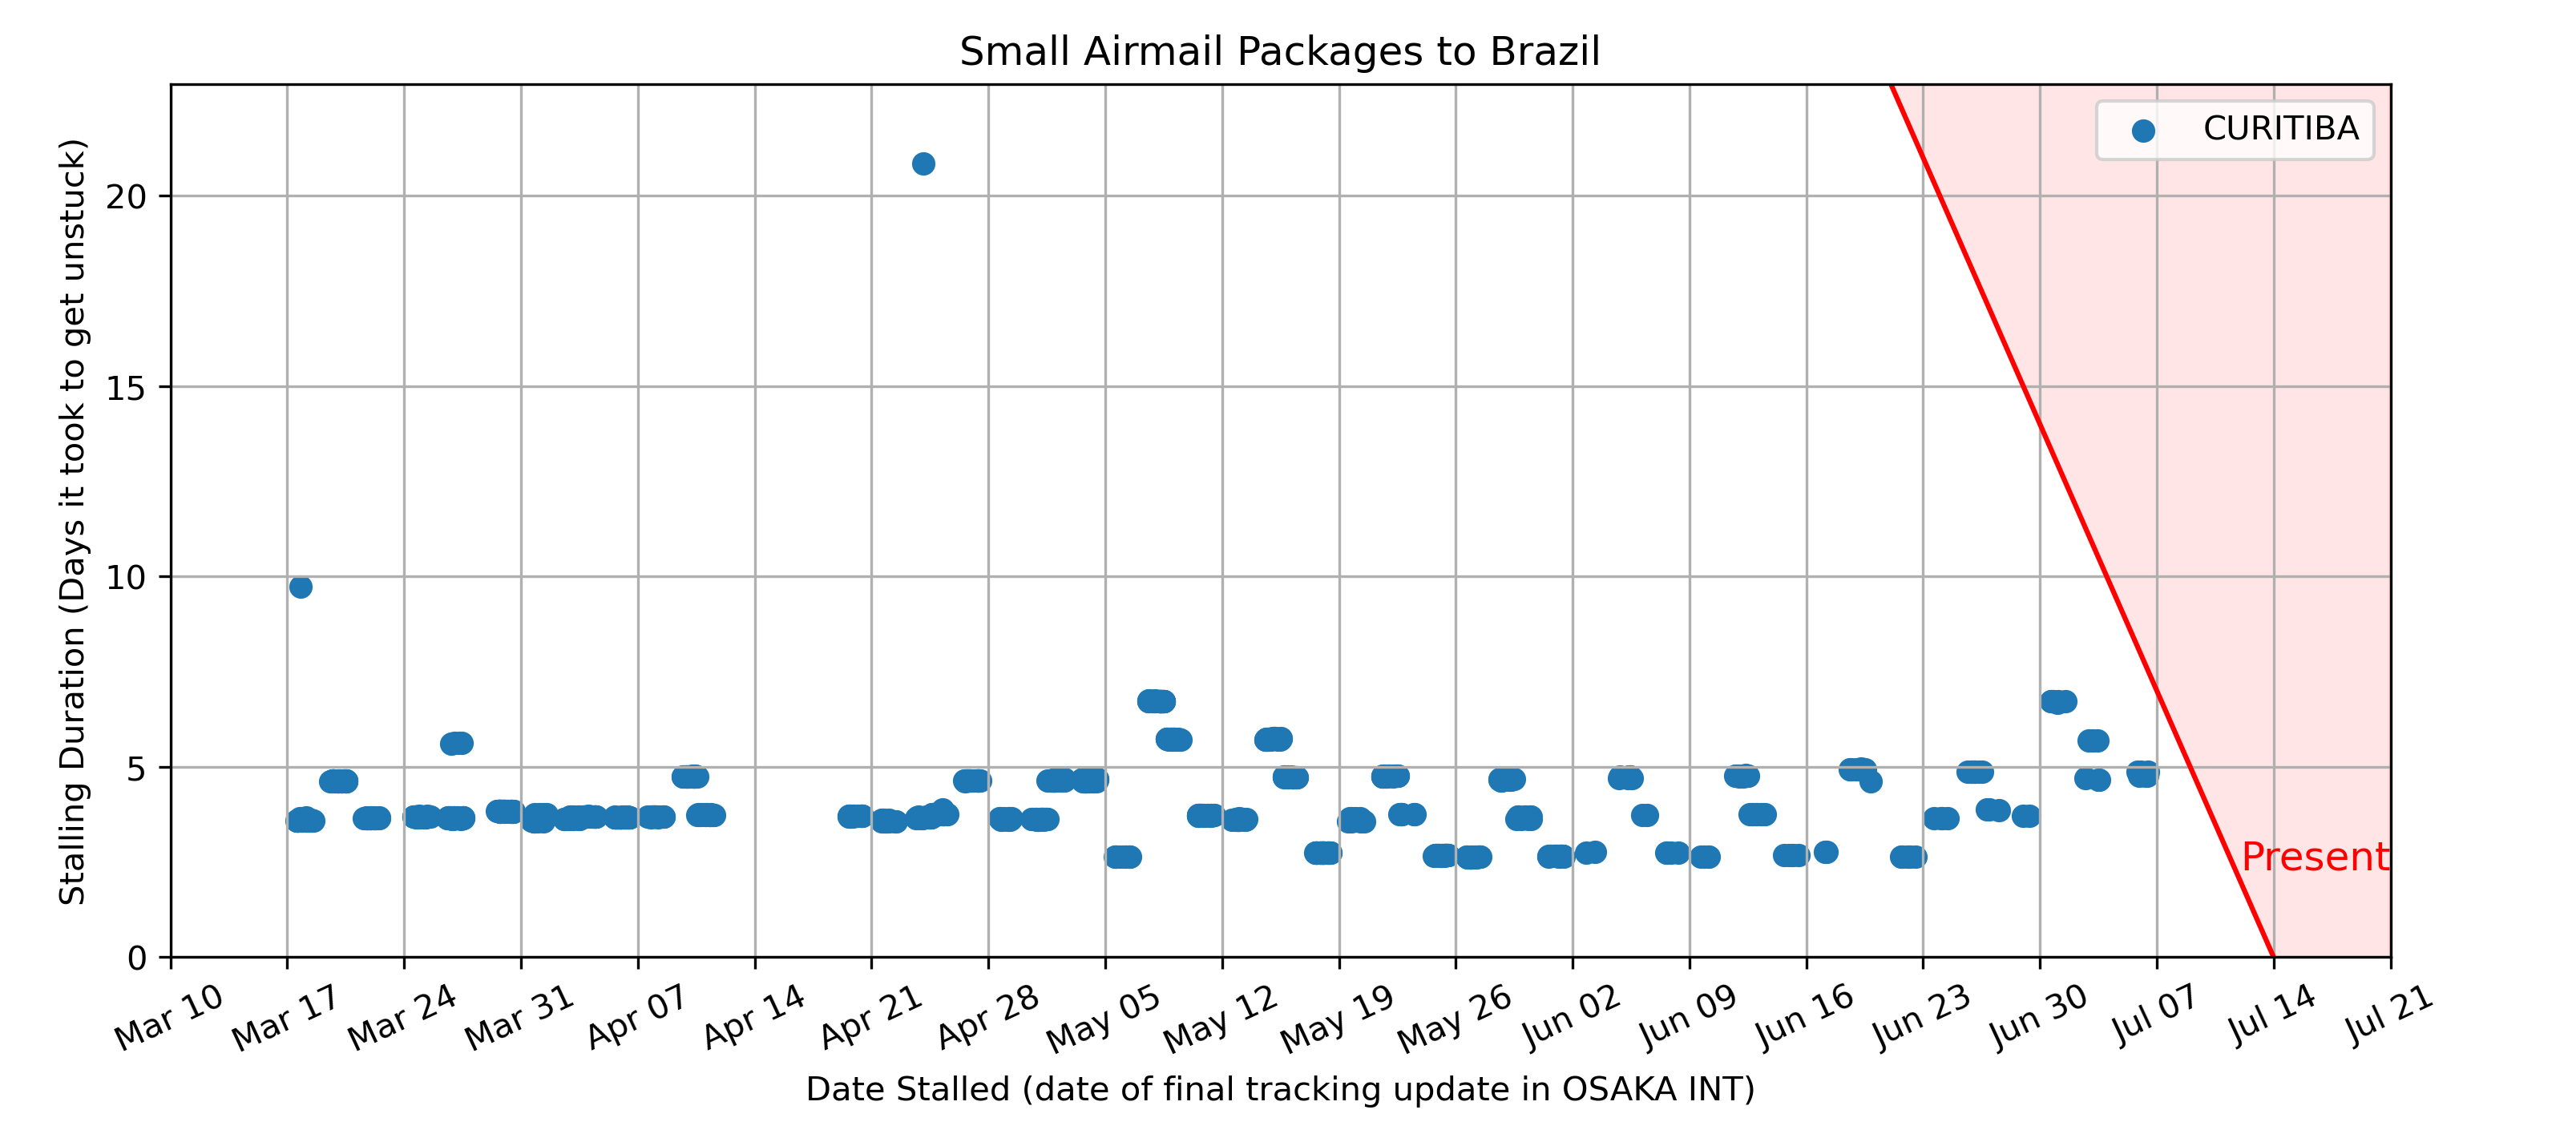 Small Airmail Packages to Brazil
CURITIBA
Stalling Duration (Days it took to get unstuck)
20
15
10
5
0
Present
Mar 10
Mar 17
Mar 24
Mar 31
Apr 07
Apr 14
Apr 21
Apr 28
May 05
May 12
May 19
May 26
Jun 02
Jun 09
Jun 16
Jun 23
Jun 30
Jul 07
Jul 14
Jul 21
Date Stalled (date of final tracking update in OSAKA INT)